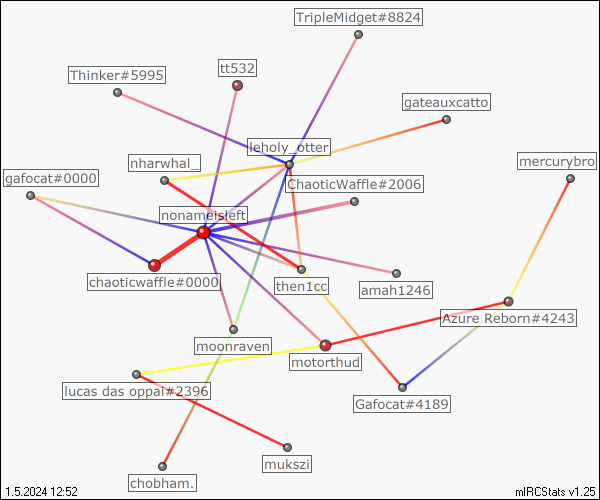 TripleMidget#8824
Thinker#5995
tt532
gateauxcatto
leholy_otter
nharwhal_
mercurybro
gafocat#0000
ChaoticWaffle#2006
nonameisleft
chaoticwaffle#0000
then1cc
amah1246
Azure Reborn#4243
moonraven
motorthud
lucas das oppai#2396
Gafocat#4189
mukszi
chobham.
1.5.2024 12:52
mIRCStats v1.25